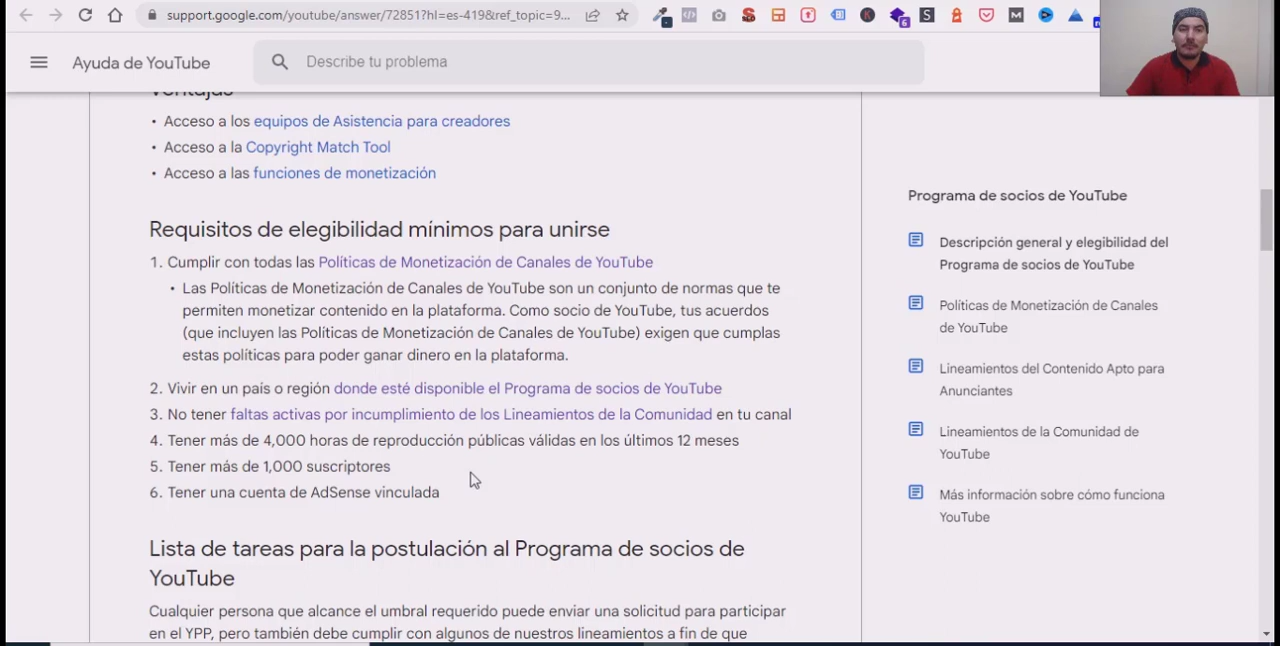 support.google.com/youtube/answer/72851?hl=es-419&ref_topic=9...
Ayuda de YouTube
Describe tu problema
Ventajas
• Acceso a los equipos de Asistencia para creadores
• Acceso a la Copyright Match Tool
• Acceso a las funciones de monetización
Requisitos de elegibilidad mínimos para unirse
1. Cumplir con todas las Políticas de Monetización de Canales de YouTube
• Las Políticas de Monetización de Canales de YouTube son un conjunto de normas que te
permiten monetizar contenido en la plataforma. Como socio de YouTube, tus acuerdos
(que incluyen las Políticas de Monetización de Canales de YouTube) exigen que cumplas
estas políticas para poder ganar dinero en la plataforma.
2. Vivir en un país o región donde esté disponible el Programa de socios de YouTube
3. No tener faltas activas por incumplimiento de los Lineamientos de la Comunidad en tu canal
4. Tener más de 4,000 horas de reproducción públicas válidas en los últimos 12 meses
5. Tener más de 1,000 suscriptores
6. Tener una cuenta de AdSense vinculada
Lista de tareas para la postulación al Programa de socios de
YouTube
Cualquier persona que alcance el umbral requerido puede enviar una solicitud para participar
en el YPP, pero también debe cumplir con algunos de nuestros lineamientos a fin de que
Programa de socios de YouTube
Descripción general y elegibilidad del
Programa de socios de YouTube
Políticas de Monetización de Canales
de YouTube
Lineamientos del Contenido Apto para
Anunciantes
Lineamientos de la Comunidad de
YouTube
Más información sobre cómo funciona
YouTube